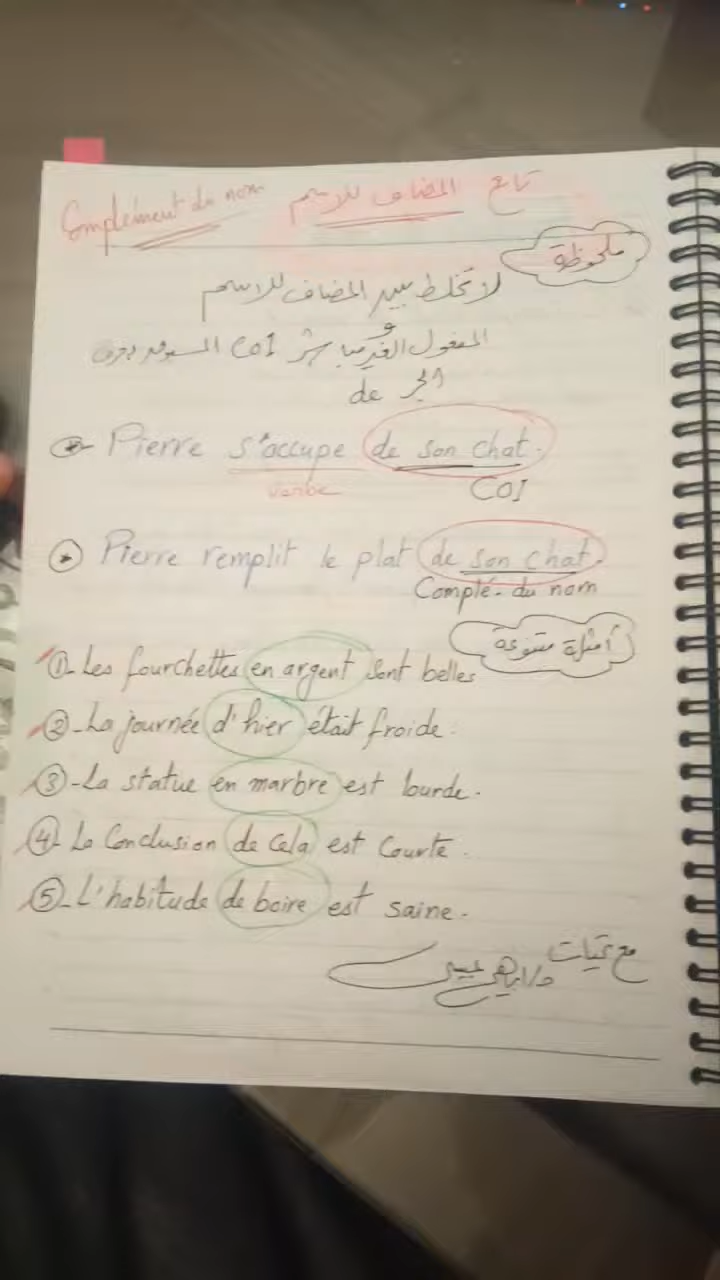 Complément du nom تابع المضاف للاسم
ملحوظة
لا تخلط بين المضاف للاسم
و
المفعول الغير مباشر COI المسبوق بحرف
الجر de
Pierre s'occupe de son chat.
verbe COI
Pierre remplit le plat de son chat.
Complé. du nom
أمثلة متنوعة
①- Les fourchettes en argent sont belles
②- La journée d'hier était froide.
③- La statue en marbre est lourde.
④- La Conclusion de cela est Courte.
⑤- L'habitude de boire est saine.
مع تحيات